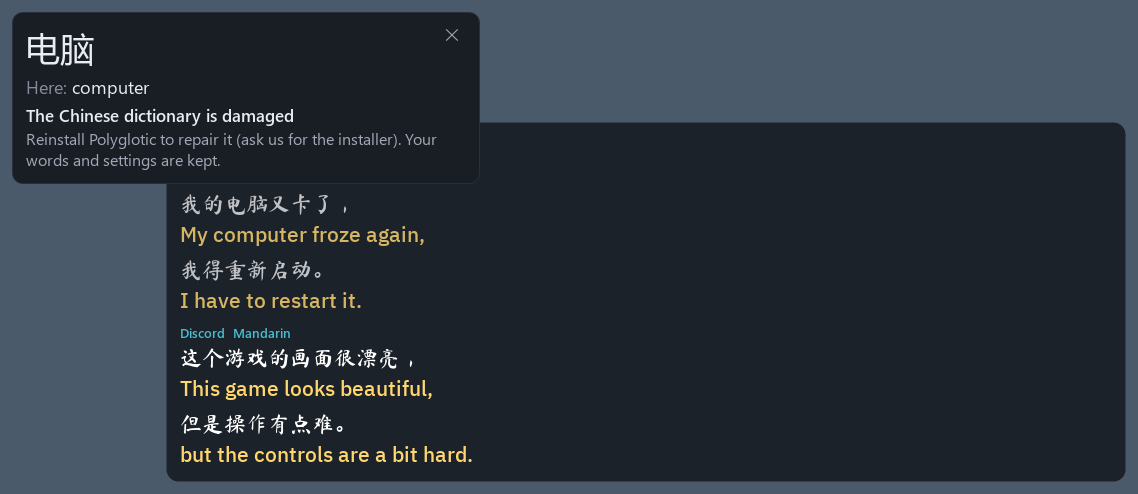 电脑
Here: computer
The Chinese dictionary is damaged
Reinstall Polyglotic to repair it (ask us for the installer). Your
words and settings are kept.
我的电脑又卡了，
My computer froze again,
我得重新启动。
I have to restart it.
Discord Mandarin
这个游戏的画面很漂亮，
This game looks beautiful,
但是操作有点难。
but the controls are a bit hard.